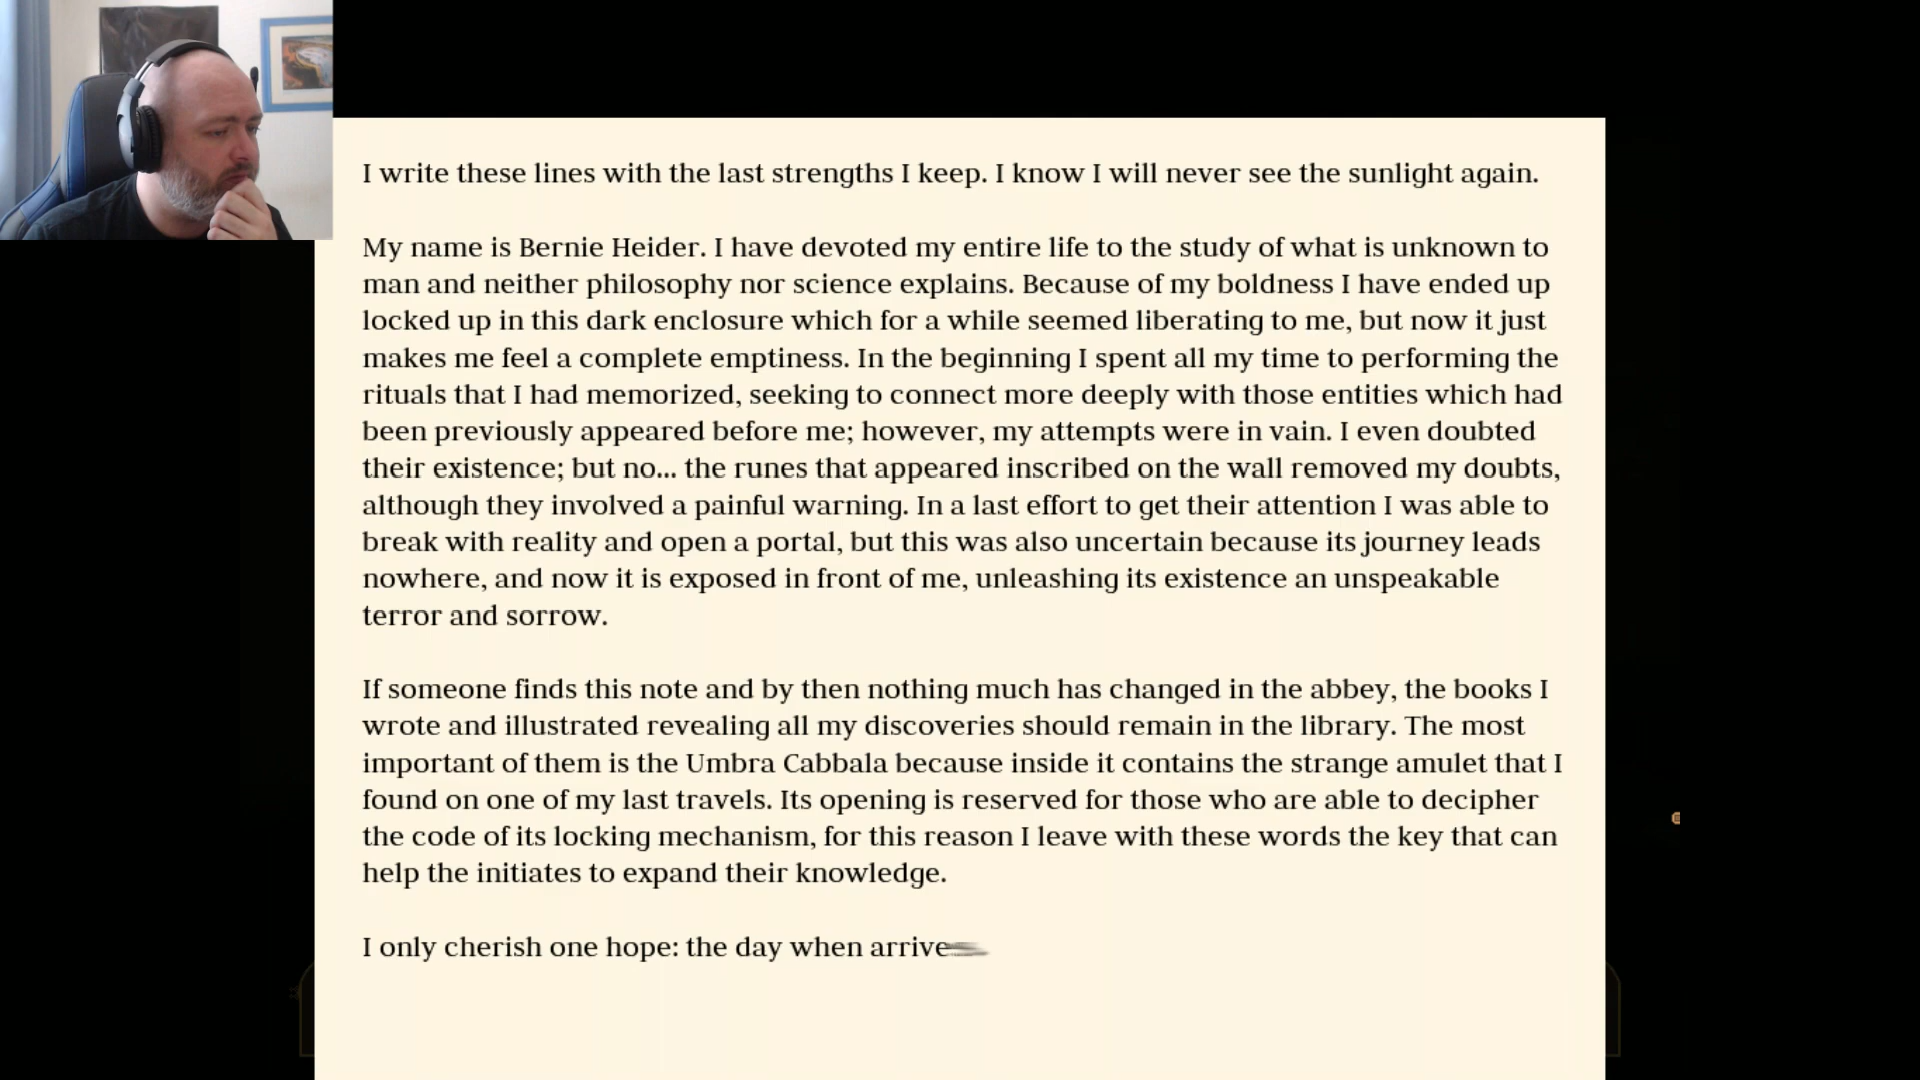 I write these lines with the last strengths I keep. I know I will never see the sunlight again.
My name is Bernie Heider. I have devoted my entire life to the study of what is unknown to
man and neither philosophy nor science explains. Because of my boldness I have ended up
locked up in this dark enclosure which for a while seemed liberating to me, but now it just
makes me feel a complete emptiness. In the beginning I spent all my time to performing the
rituals that I had memorized, seeking to connect more deeply with those entities which had
been previously appeared before me; however, my attempts were in vain. I even doubted
their existence; but no... the runes that appeared inscribed on the wall removed my doubts,
although they involved a painful warning. In a last effort to get their attention I was able to
break with reality and open a portal, but this was also uncertain because its journey leads
nowhere, and now it is exposed in front of me, unleashing its existence an unspeakable
terror and sorrow.
If someone finds this note and by then nothing much has changed in the abbey, the books I
wrote and illustrated revealing all my discoveries should remain in the library. The most
important of them is the Umbra Cabbala because inside it contains the strange amulet that I
found on one of my last travels. Its opening is reserved for those who are able to decipher
the code of its locking mechanism, for this reason I leave with these words the key that can
help the initiates to expand their knowledge.
I only cherish one hope: the day when arrive